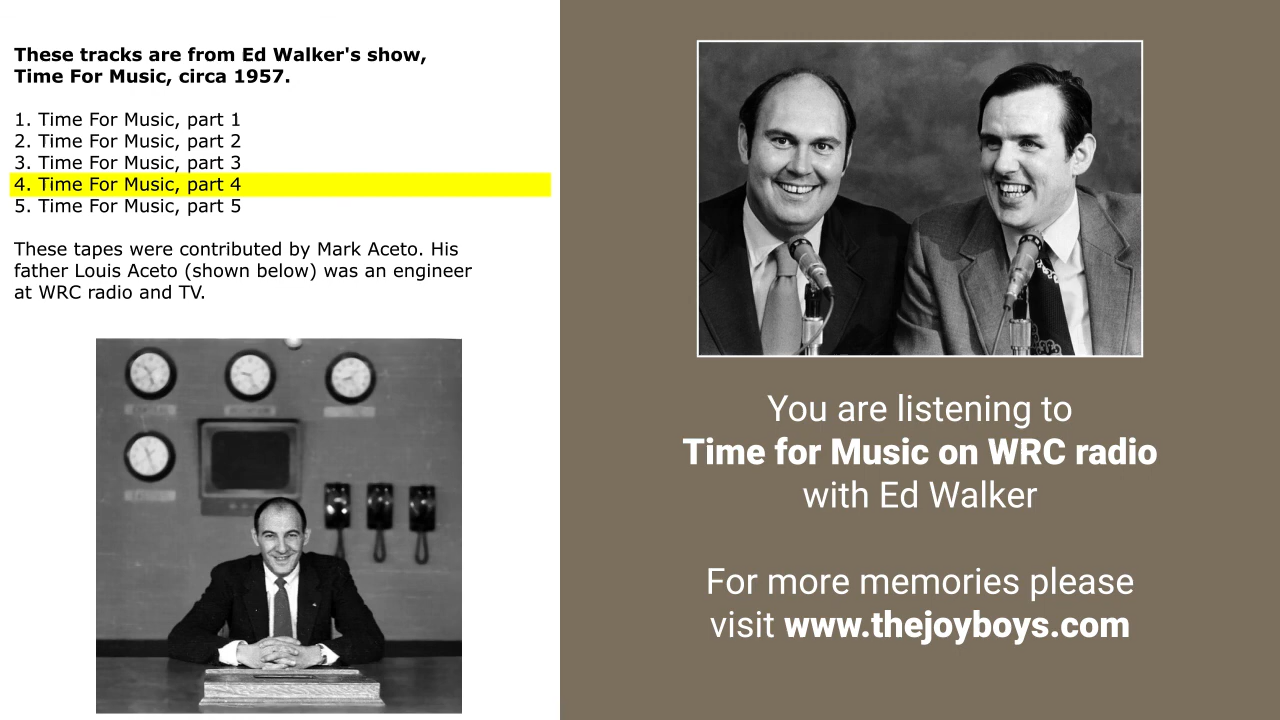 These tracks are from Ed Walker's show,
Time For Music, circa 1957.
1. Time For Music, part 1
2. Time For Music, part 2
3. Time For Music, part 3
4. Time For Music, part 4
5. Time For Music, part 5
These tapes were contributed by Mark Aceto. His
father Louis Aceto (shown below) was an engineer
at WRC radio and TV.
You are listening to
Time for Music on WRC radio
with Ed Walker
For more memories please
visit www.thejoyboys.com